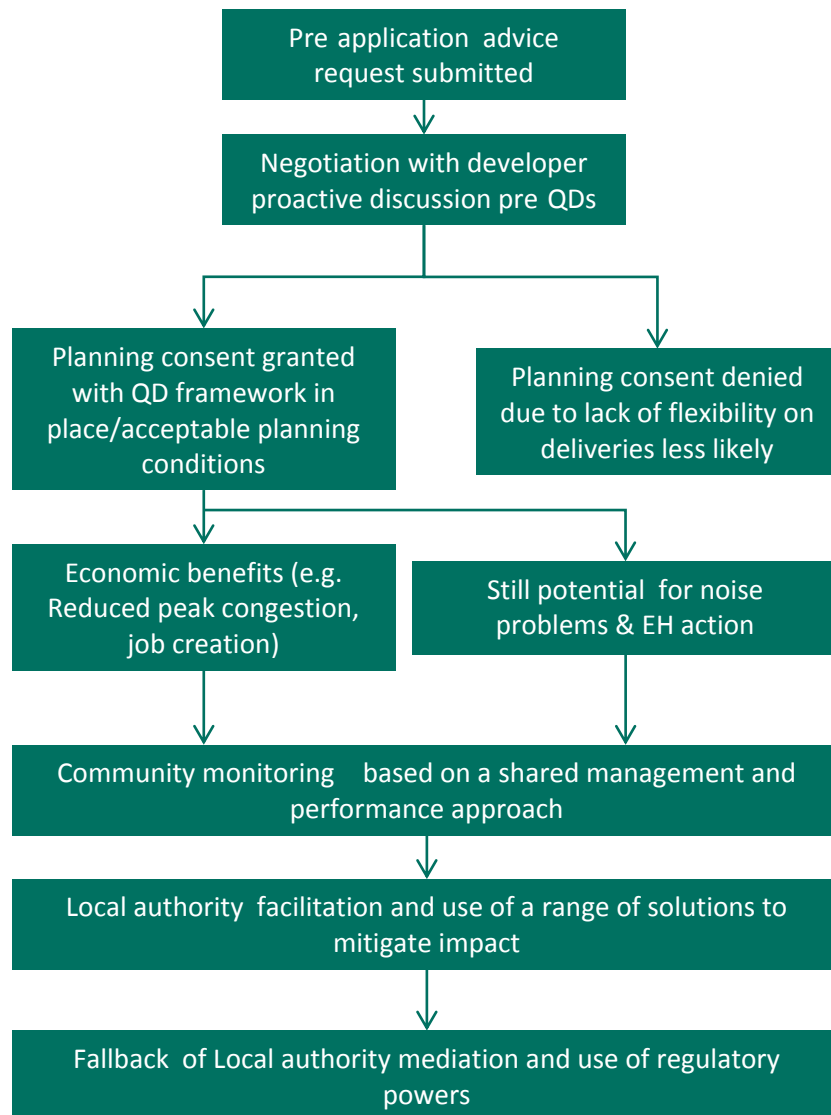 Pre application advice
request submitted
Negotiation with developer
proactive discussion pre QDs
Planning consent granted
with QD framework in
place/acceptable planning
conditions
Planning consent denied
due to lack of flexibility on
deliveries less likely
Economic benefits (e.g.
Reduced peak congestion,
job creation)
Still potential for noise
problems & EH action
Community monitoring based on a shared management and
performance approach
Local authority facilitation and use of a range of solutions to
mitigate impact
Fallback of Local authority mediation and use of regulatory
powers